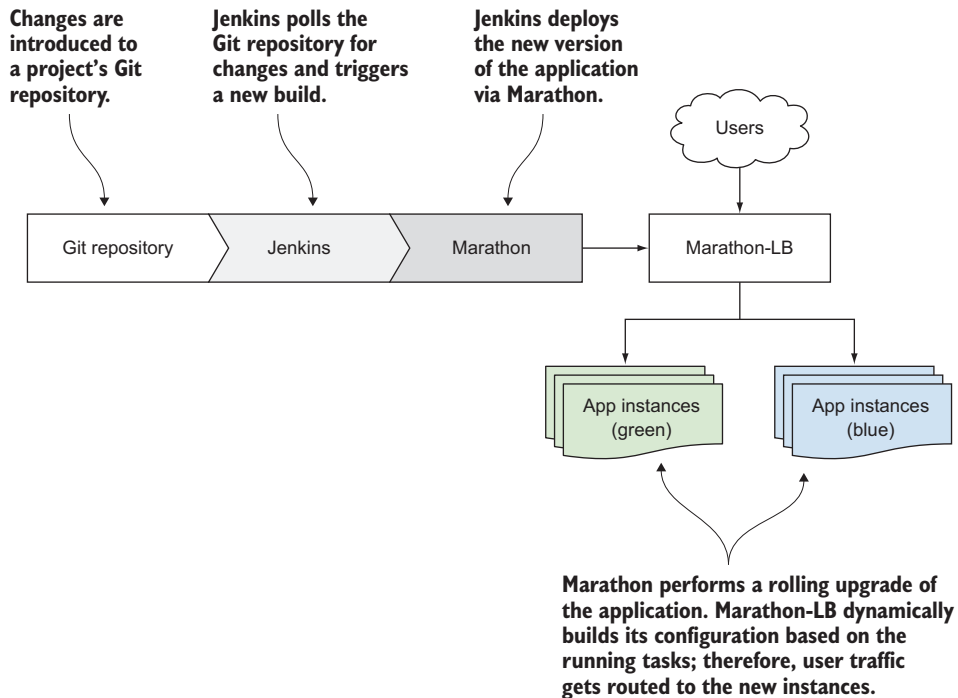 Changes are
introduced to
a project's Git
repository.
Jenkins polls the
Git repository for
changes and triggers
a new build.
Jenkins deploys
the new version
of the application
via Marathon.
Users
Git repository
Jenkins
Marathon
Marathon-LB
App instances
(green)
App instances
(blue)
Marathon performs a rolling upgrade of
the application. Marathon-LB dynamically
builds its configuration based on the
running tasks; therefore, user traffic
gets routed to the new instances.